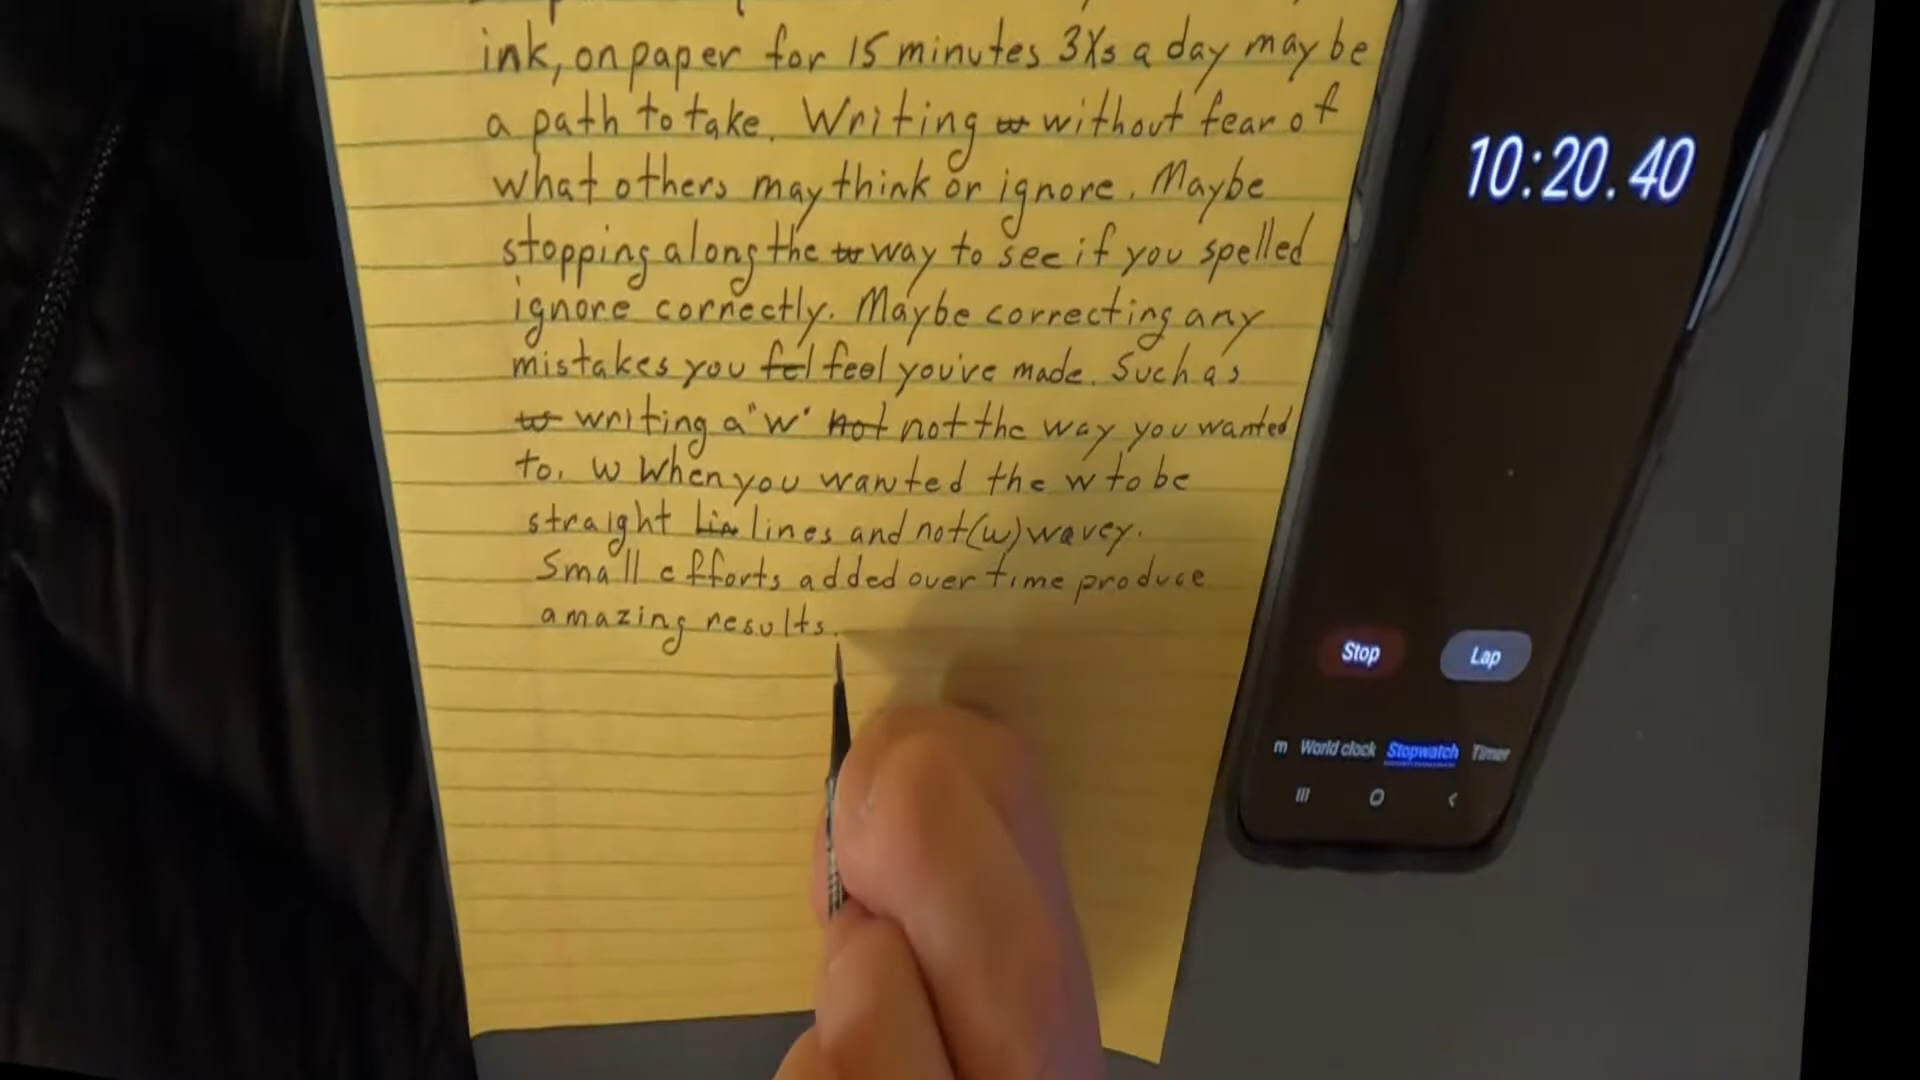 ink, on paper for 15 minutes 3Xs a day may be
a path to take. Writing w without fear of
what others may think or ignore. Maybe
stopping along the w way to see if you spelled
ignore correctly. Maybe correcting any
mistakes you fel feel you've made. Such as
w writing a "w" not not the way you wanted
to. w When you wanted the w to be
straight lin lines and not (w) wavey.
Small efforts added over time produce
amazing results.
10:20.40
Stop
Lap
m World clock Stopwatch Timer